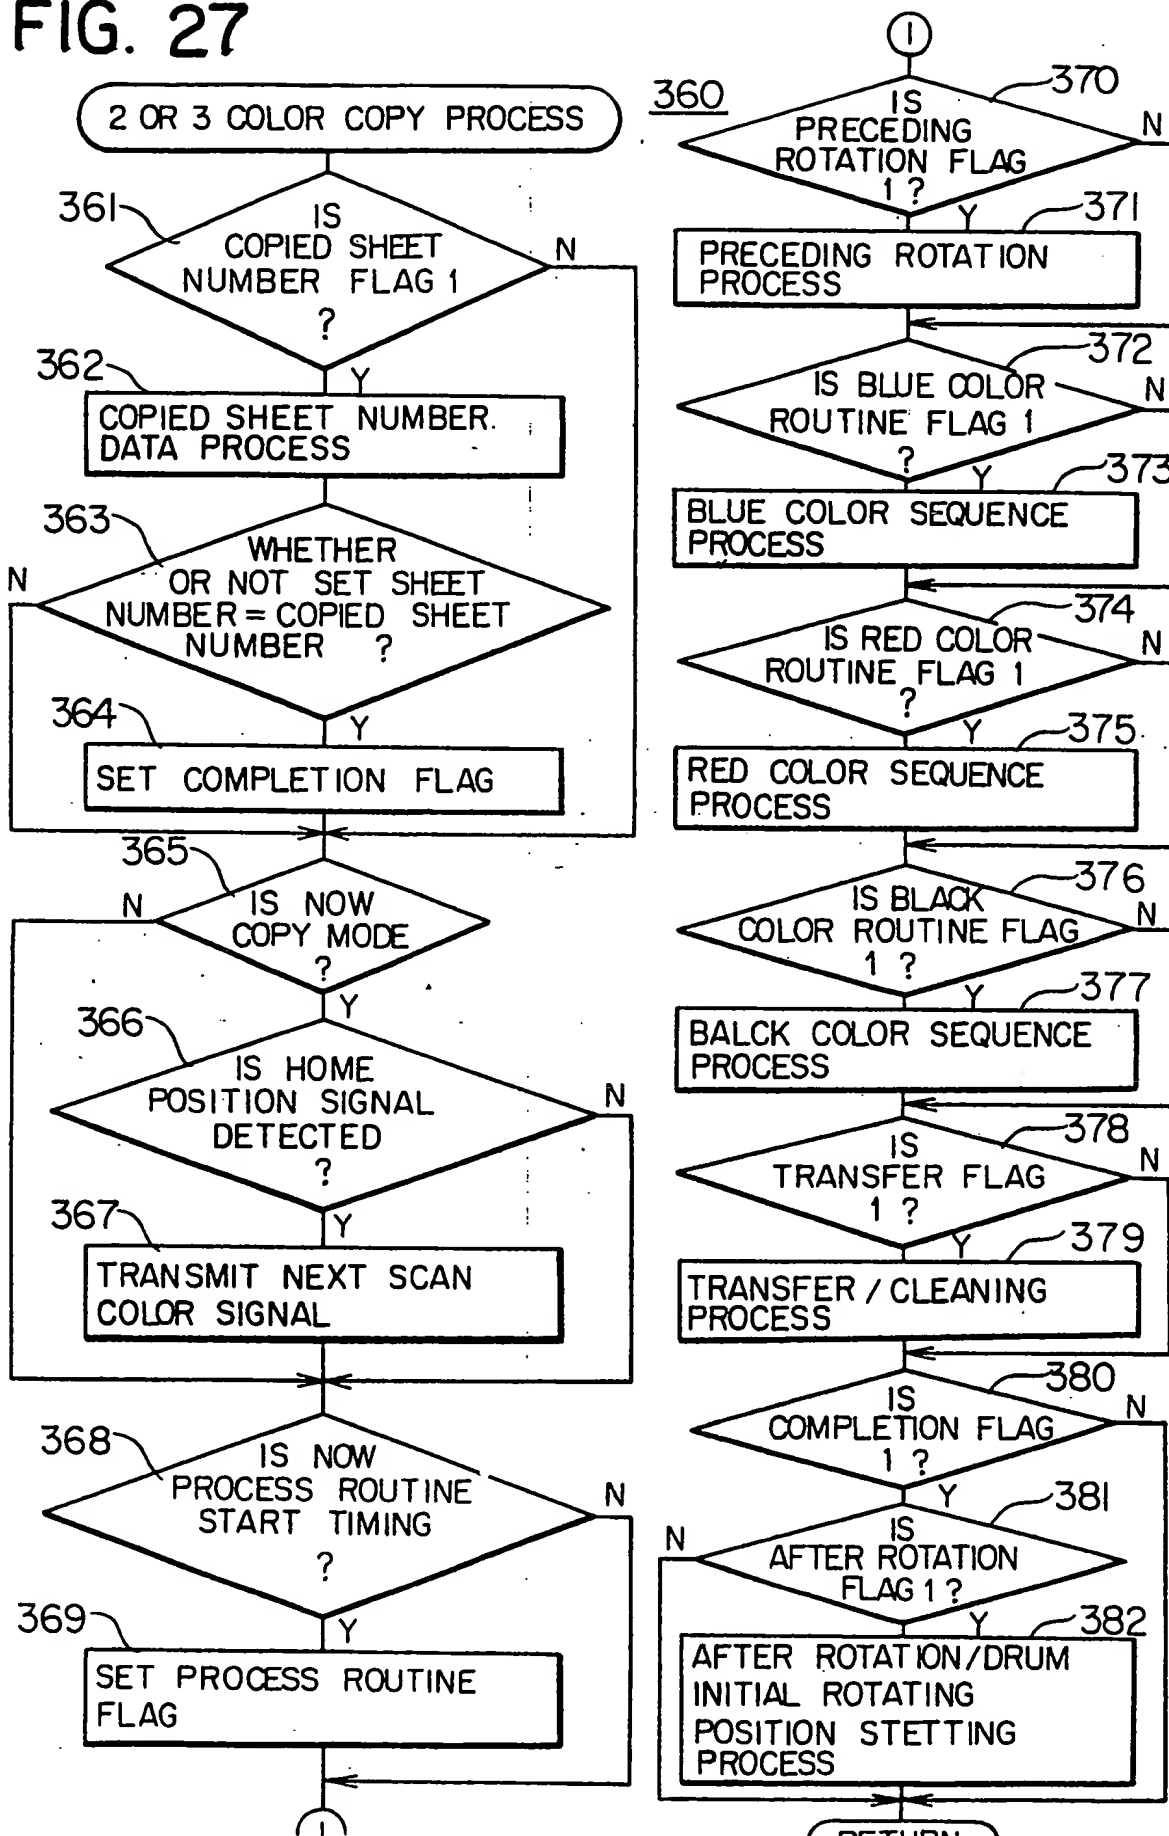 FIG. 27
2 OR 3 COLOR COPY PROCESS
360
361
IS
COPIED SHEET
NUMBER FLAG 1
?
N
Y
362
COPIED SHEET NUMBER.
DATA PROCESS
363
WHETHER
OR NOT SET SHEET
NUMBER = COPIED SHEET
NUMBER ?
N
Y
364
SET COMPLETION FLAG
365
IS NOW
COPY MODE
?
N
Y
366
IS HOME
POSITION SIGNAL
DETECTED
?
N
Y
367
TRANSMIT NEXT SCAN
COLOR SIGNAL
368
IS NOW
PROCESS ROUTINE
START TIMING
?
N
Y
369
SET PROCESS ROUTINE
FLAG
1
1
370
IS
PRECEDING
ROTATION FLAG
1 ?
N
Y
371
PRECEDING ROTATION
PROCESS
372
IS BLUE COLOR
ROUTINE FLAG 1
?
N
Y
373
BLUE COLOR SEQUENCE
PROCESS
374
IS RED COLOR
ROUTINE FLAG 1
?
N
Y
375
RED COLOR SEQUENCE
PROCESS
376
IS BLACK
COLOR ROUTINE FLAG
1 ?
N
Y
377
BALCK COLOR SEQUENCE
PROCESS
378
IS
TRANSFER FLAG
1 ?
N
Y
379
TRANSFER / CLEANING
PROCESS
380
IS
COMPLETION FLAG
1 ?
N
Y
381
IS
AFTER ROTATION
FLAG 1 ?
N
Y
382
AFTER ROTATION/DRUM
INITIAL ROTATING
POSITION STETTING
PROCESS
RETURN